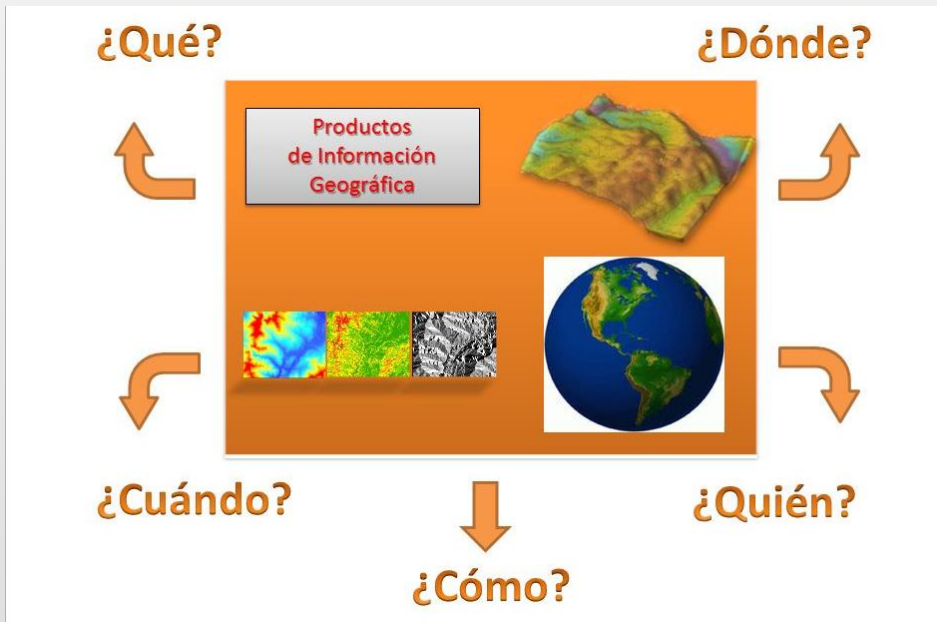 ¿Qué?
¿Dónde?
Productos
de Información
Geográfica
¿Cuándo?
¿Quién?
¿Cómo?